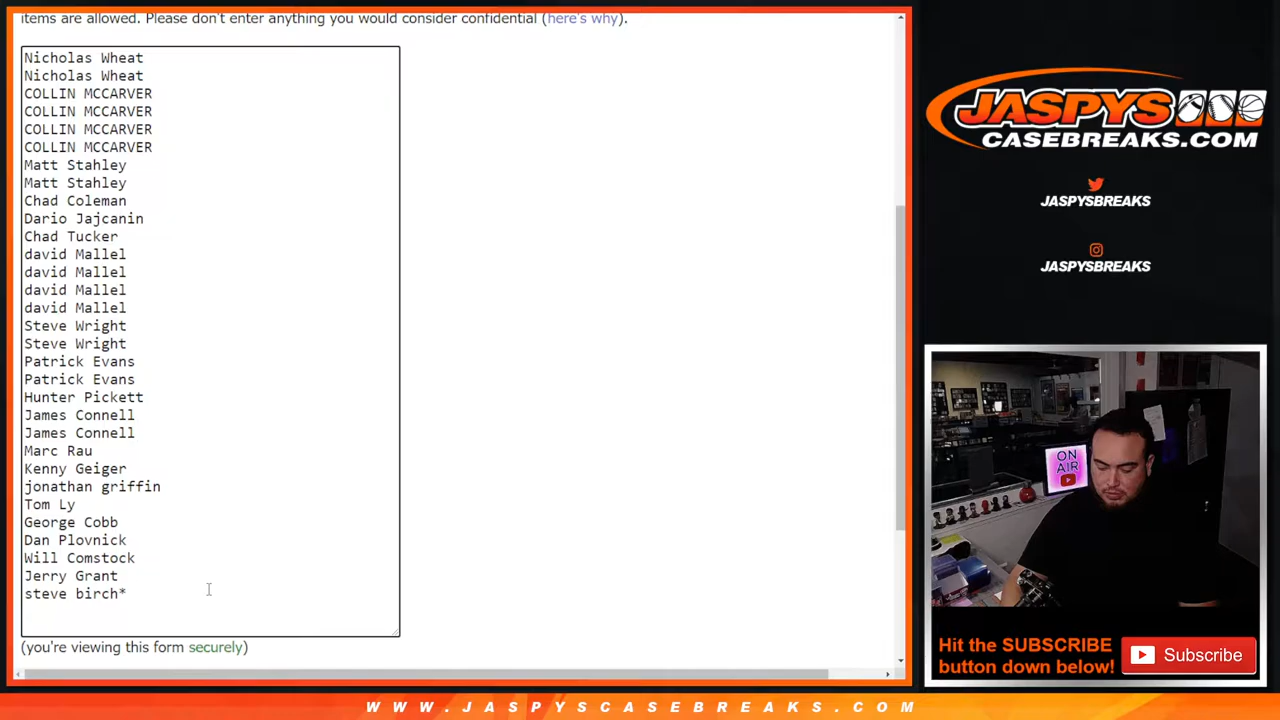 items are allowed. Please don't enter anything you would consider confidential (here's why).
Nicholas Wheat
Nicholas Wheat
COLLIN MCCARVER
COLLIN MCCARVER
COLLIN MCCARVER
COLLIN MCCARVER
Matt Stahley
Matt Stahley
Chad Coleman
Dario Jajcanin
Chad Tucker
david Mallel
david Mallel
david Mallel
david Mallel
Steve Wright
Steve Wright
Patrick Evans
Patrick Evans
Hunter Pickett
James Connell
James Connell
Marc Rau
Kenny Geiger
jonathan griffin
Tom Ly
George Cobb
Dan Plovnick
Will Comstock
Jerry Grant
steve birch*
(you're viewing this form securely)
JASPYS
CASEBREAKS.COM
JASPYSBREAKS
JASPYSBREAKS
ON
AIR
Hit the SUBSCRIBE
button down below!
Subscribe
WWW.JASPYSCASEBREAKS.COM